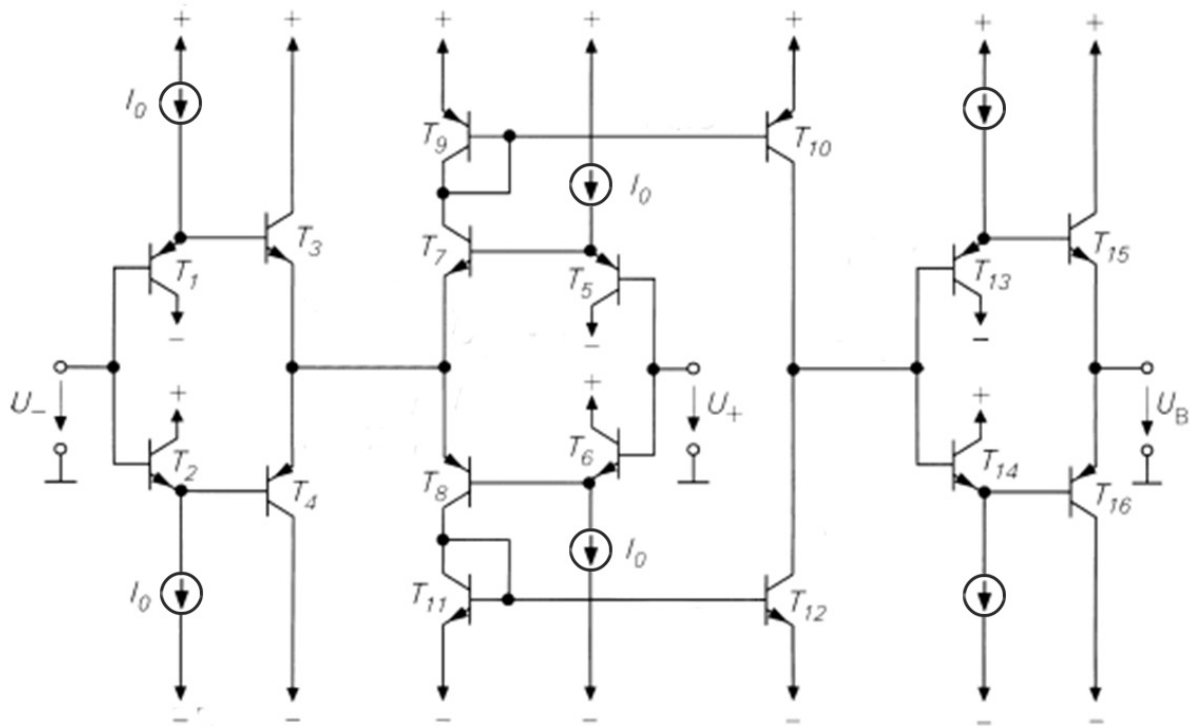 + + + + + + +
I₀
T₉
T₁₀
I₀
T₃
T₇
T₁₅
T₁
T₅
T₁₃
− − −
U₋
+ + +
U₊
U_B
T₂
T₆
T₁₄
T₈
T₄
T₁₆
I₀
I₀
T₁₁
T₁₂
− − − − − − −